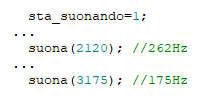 sta_suonando=1;
...
suona(2120); //262Hz
...
suona(3175); //175Hz